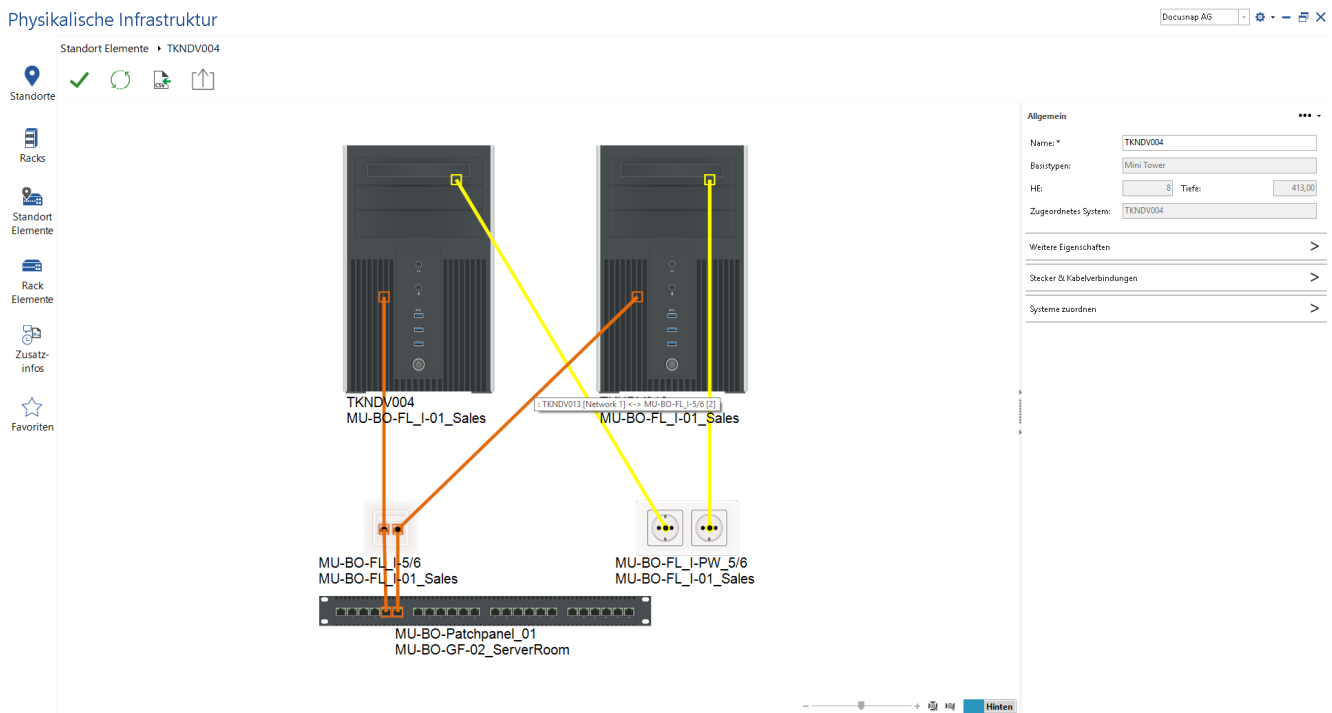 Physikalische Infrastruktur
Docusnap AG
Standort Elemente
TKNDV004
CSV
Standorte
Racks
Standort
Elemente
Rack
Elemente
Zusatz-
infos
Favoriten
TKNDV004
MU-BO-FL_I-01_Sales
: TKNDV013 [Network 1] <-> MU-BO-FL_I-5/6 [2]
MU-BO-FL_I-01_Sales
MU-BO-FL_I-5/6
MU-BO-FL_I-01_Sales
MU-BO-FL_I-PW_5/6
MU-BO-FL_I-01_Sales
MU-BO-Patchpanel_01
MU-BO-GF-02_ServerRoom
Hinten
Allgemein
Name: * TKNDV004
Basistypen: Mini Tower
HE: 8 Tiefe: 413,00
Zugeordnetes System: TKNDV004
Weitere Eigenschaften
Stecker & Kabelverbindungen
Systeme zuordnen